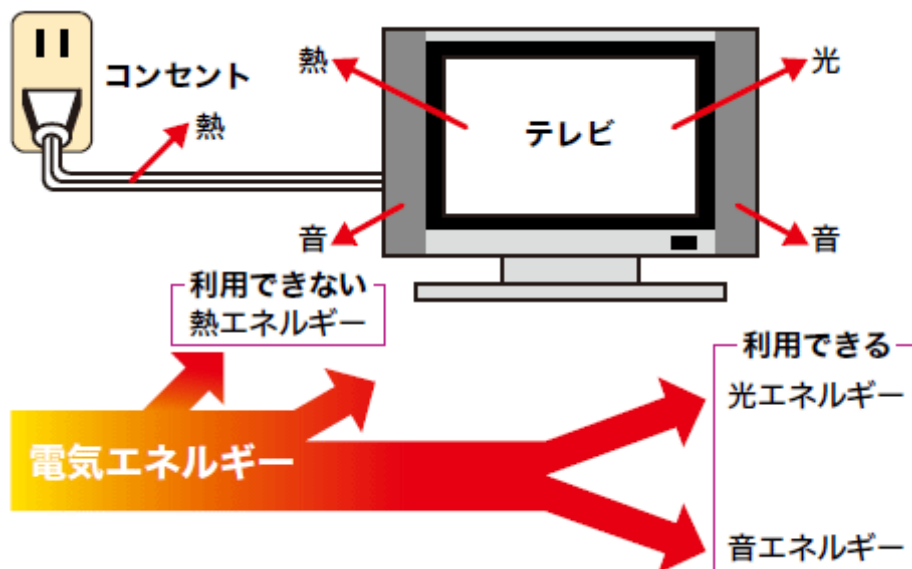 コンセント
熱
熱
光
テレビ
音
音
利用できない
熱エネルギー
利用できる
光エネルギー
電気エネルギー
音エネルギー